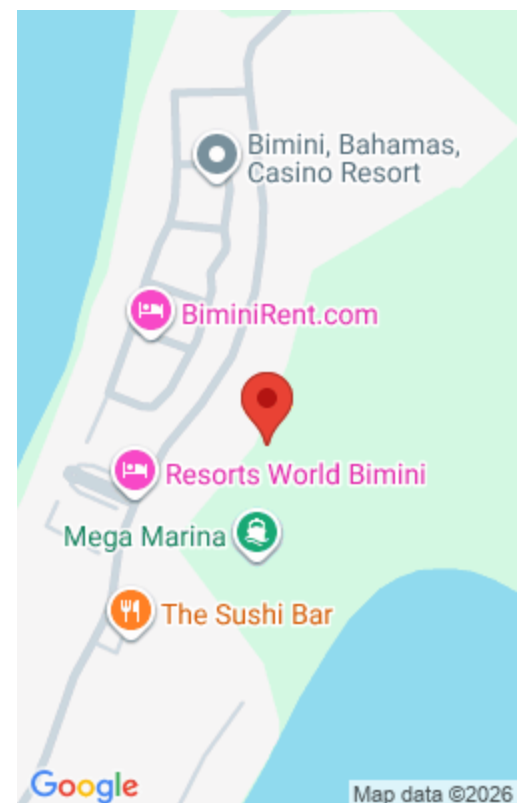 Bimini, Bahamas,
Casino Resort
BiminiRent.com
Resorts World Bimini
Mega Marina
The Sushi Bar
Google
Map data ©2026